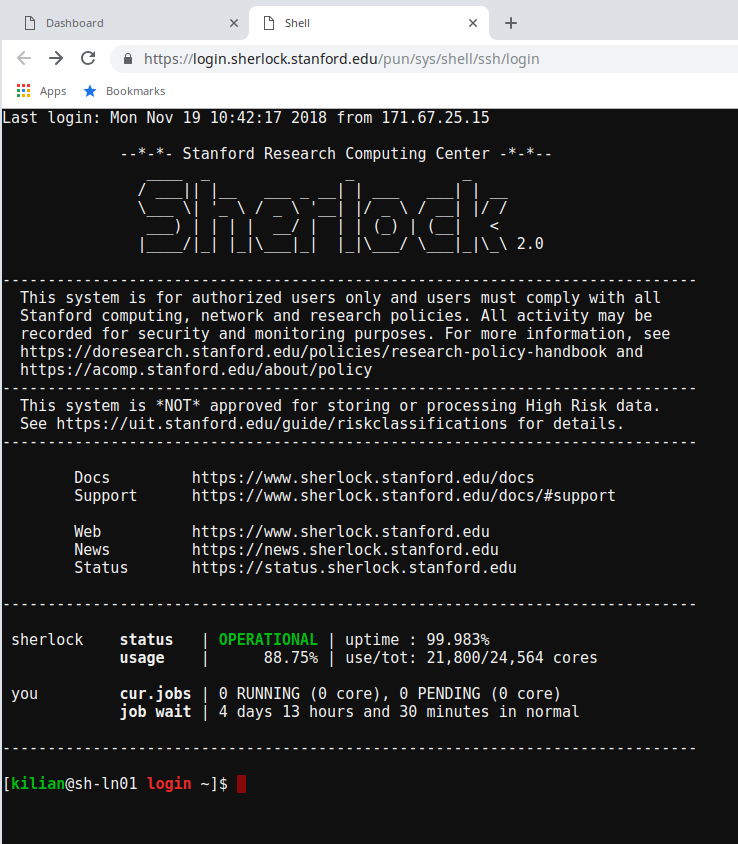 Dashboard
Shell
https://login.sherlock.stanford.edu/pun/sys/shell/ssh/login
Apps
Bookmarks
Last login: Mon Nov 19 10:42:17 2018 from 171.67.25.15
--*-*- Stanford Research Computing Center -*-*--
Sherlock
2.0
-----------------------------------------------------------------------------
This system is for authorized users only and users must comply with all
Stanford computing, network and research policies. All activity may be
recorded for security and monitoring purposes. For more information, see
https://doresearch.stanford.edu/policies/research-policy-handbook and
https://acomp.stanford.edu/about/policy
-----------------------------------------------------------------------------
This system is *NOT* approved for storing or processing High Risk data.
See https://uit.stanford.edu/guide/riskclassifications for details.
-----------------------------------------------------------------------------
Docs https://www.sherlock.stanford.edu/docs
Support https://www.sherlock.stanford.edu/docs/#support
Web https://www.sherlock.stanford.edu
News https://news.sherlock.stanford.edu
Status https://status.sherlock.stanford.edu
-----------------------------------------------------------------------------
sherlock status | OPERATIONAL | uptime : 99.983%
usage | 88.75% | use/tot: 21,800/24,564 cores
you cur.jobs | 0 RUNNING (0 core), 0 PENDING (0 core)
job wait | 4 days 13 hours and 30 minutes in normal
-----------------------------------------------------------------------------
[kilian@sh-ln01 login ~]$